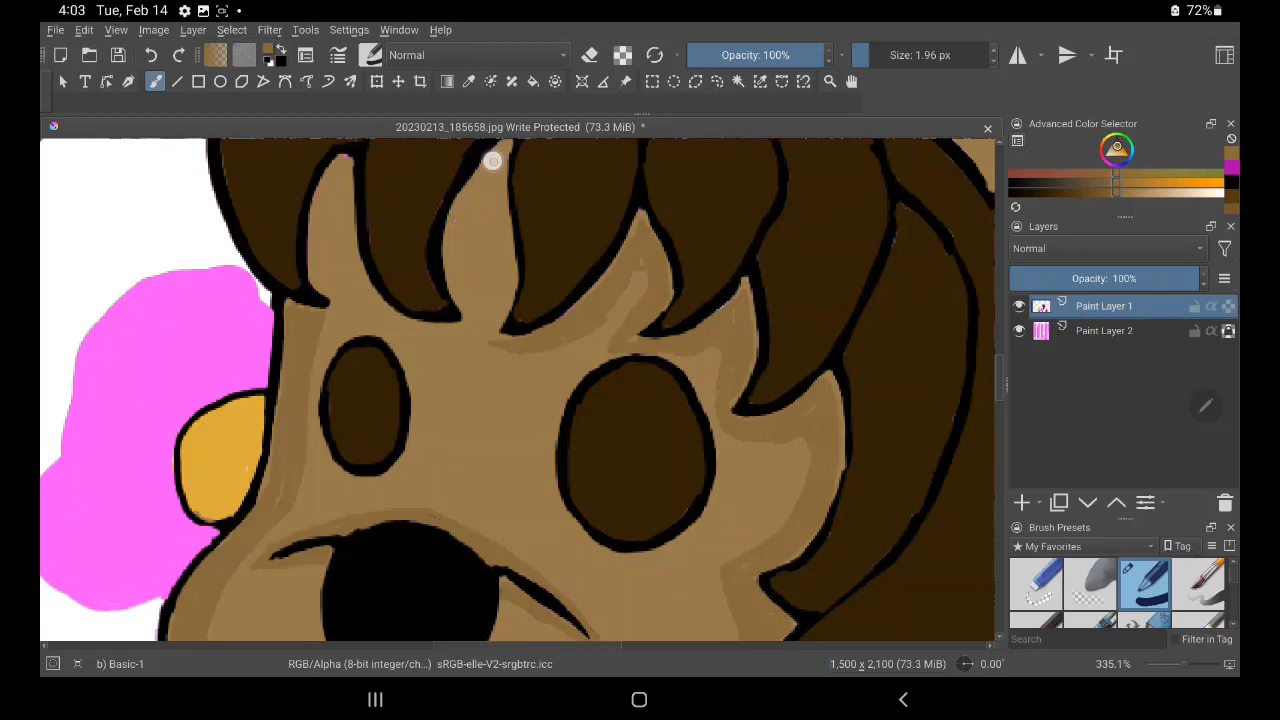 4:03 Tue, Feb 14
72%
File Edit View Image Layer Select Filter Tools Settings Window Help
Normal
Opacity: 100%
Size: 1.96 px
20230213_185658.jpg Write Protected (73.3 MiB) *
Advanced Color Selector
Layers
Normal
Opacity: 100%
Paint Layer 1
Paint Layer 2
Brush Presets
My Favorites
Tag
Search
Filter in Tag
b) Basic-1
RGB/Alpha (8-bit integer/ch...) sRGB-elle-V2-srgbtrc.icc
1,500 x 2,100 (73.3 MiB)
0.00°
335.1%